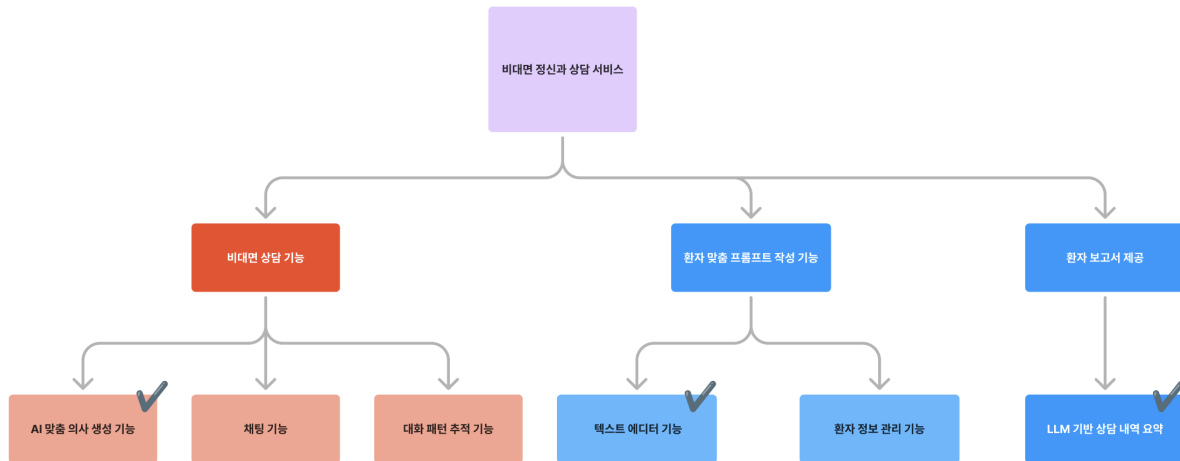 비대면 정신과 상담 서비스
비대면 상담 기능
환자 맞춤 프롬프트 작성 기능
환자 보고서 제공
AI 맞춤 의사 생성 기능
채팅 기능
대화 패턴 추적 기능
텍스트 에디터 기능
환자 정보 관리 기능
LLM 기반 상담 내역 요약